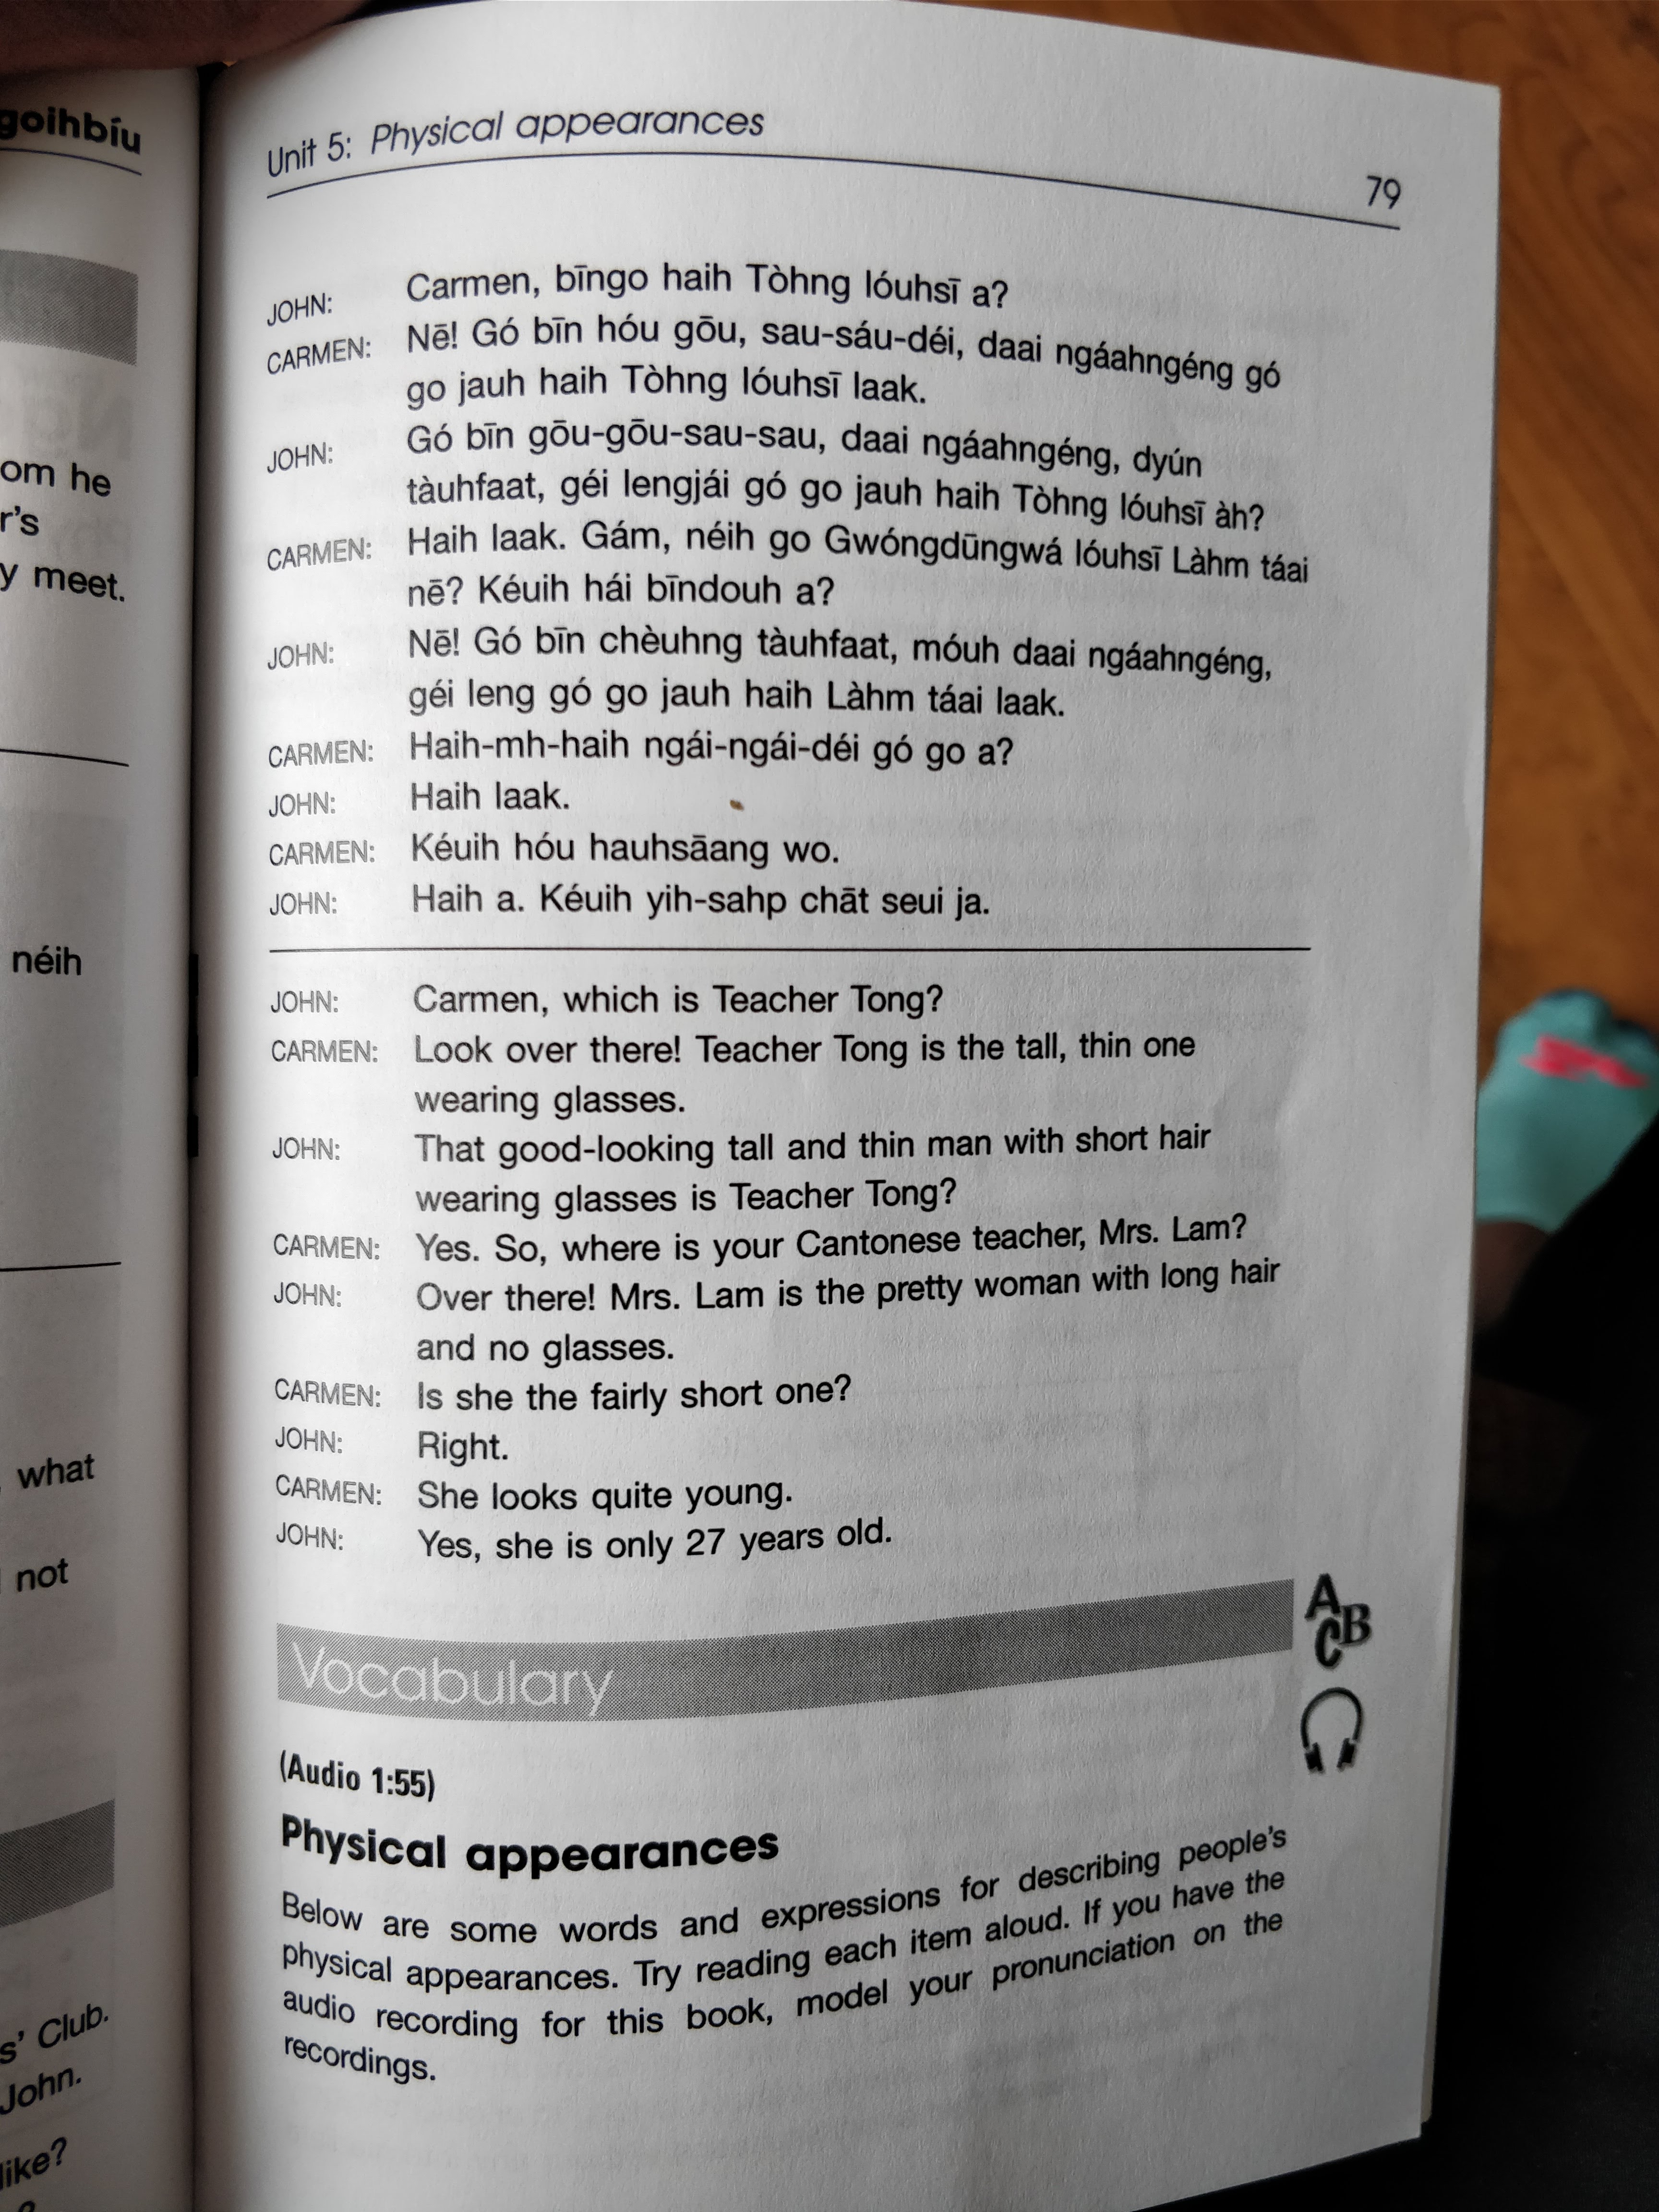 goihbíu
om he
r's
y meet.
néih
what
not
s' Club.
John.
like?
Unit 5: Physical appearances
79
JOHN: Carmen, bīngo haih Tòhng lóuhsī a?
CARMEN: Nē! Gó bīn hóu gōu, sau-sáu-déi, daai ngáahngéng gó
go jauh haih Tòhng lóuhsī laak.
JOHN: Gó bīn gōu-gōu-sau-sau, daai ngáahngéng, dyún
tàuhfaat, géi lengjái gó go jauh haih Tòhng lóuhsī àh?
CARMEN: Haih laak. Gám, néih go Gwóngdūngwá lóuhsī Làhm táai
nē? Kéuih hái bīndouh a?
JOHN: Nē! Gó bīn chèuhng tàuhfaat, móuh daai ngáahngéng,
géi leng gó go jauh haih Làhm táai laak.
CARMEN: Haih-mh-haih ngái-ngái-déi gó go a?
JOHN: Haih laak.
CARMEN: Kéuih hóu hauhsāang wo.
JOHN: Haih a. Kéuih yih-sahp chāt seui ja.
JOHN: Carmen, which is Teacher Tong?
CARMEN: Look over there! Teacher Tong is the tall, thin one
wearing glasses.
JOHN: That good-looking tall and thin man with short hair
wearing glasses is Teacher Tong?
CARMEN: Yes. So, where is your Cantonese teacher, Mrs. Lam?
JOHN: Over there! Mrs. Lam is the pretty woman with long hair
and no glasses.
CARMEN: Is she the fairly short one?
JOHN: Right.
CARMEN: She looks quite young.
JOHN: Yes, she is only 27 years old.
Vocabulary
A
B
C
(Audio 1:55)
Physical appearances
Below are some words and expressions for describing people's
physical appearances. Try reading each item aloud. If you have the
audio recording for this book, model your pronunciation on the
recordings.